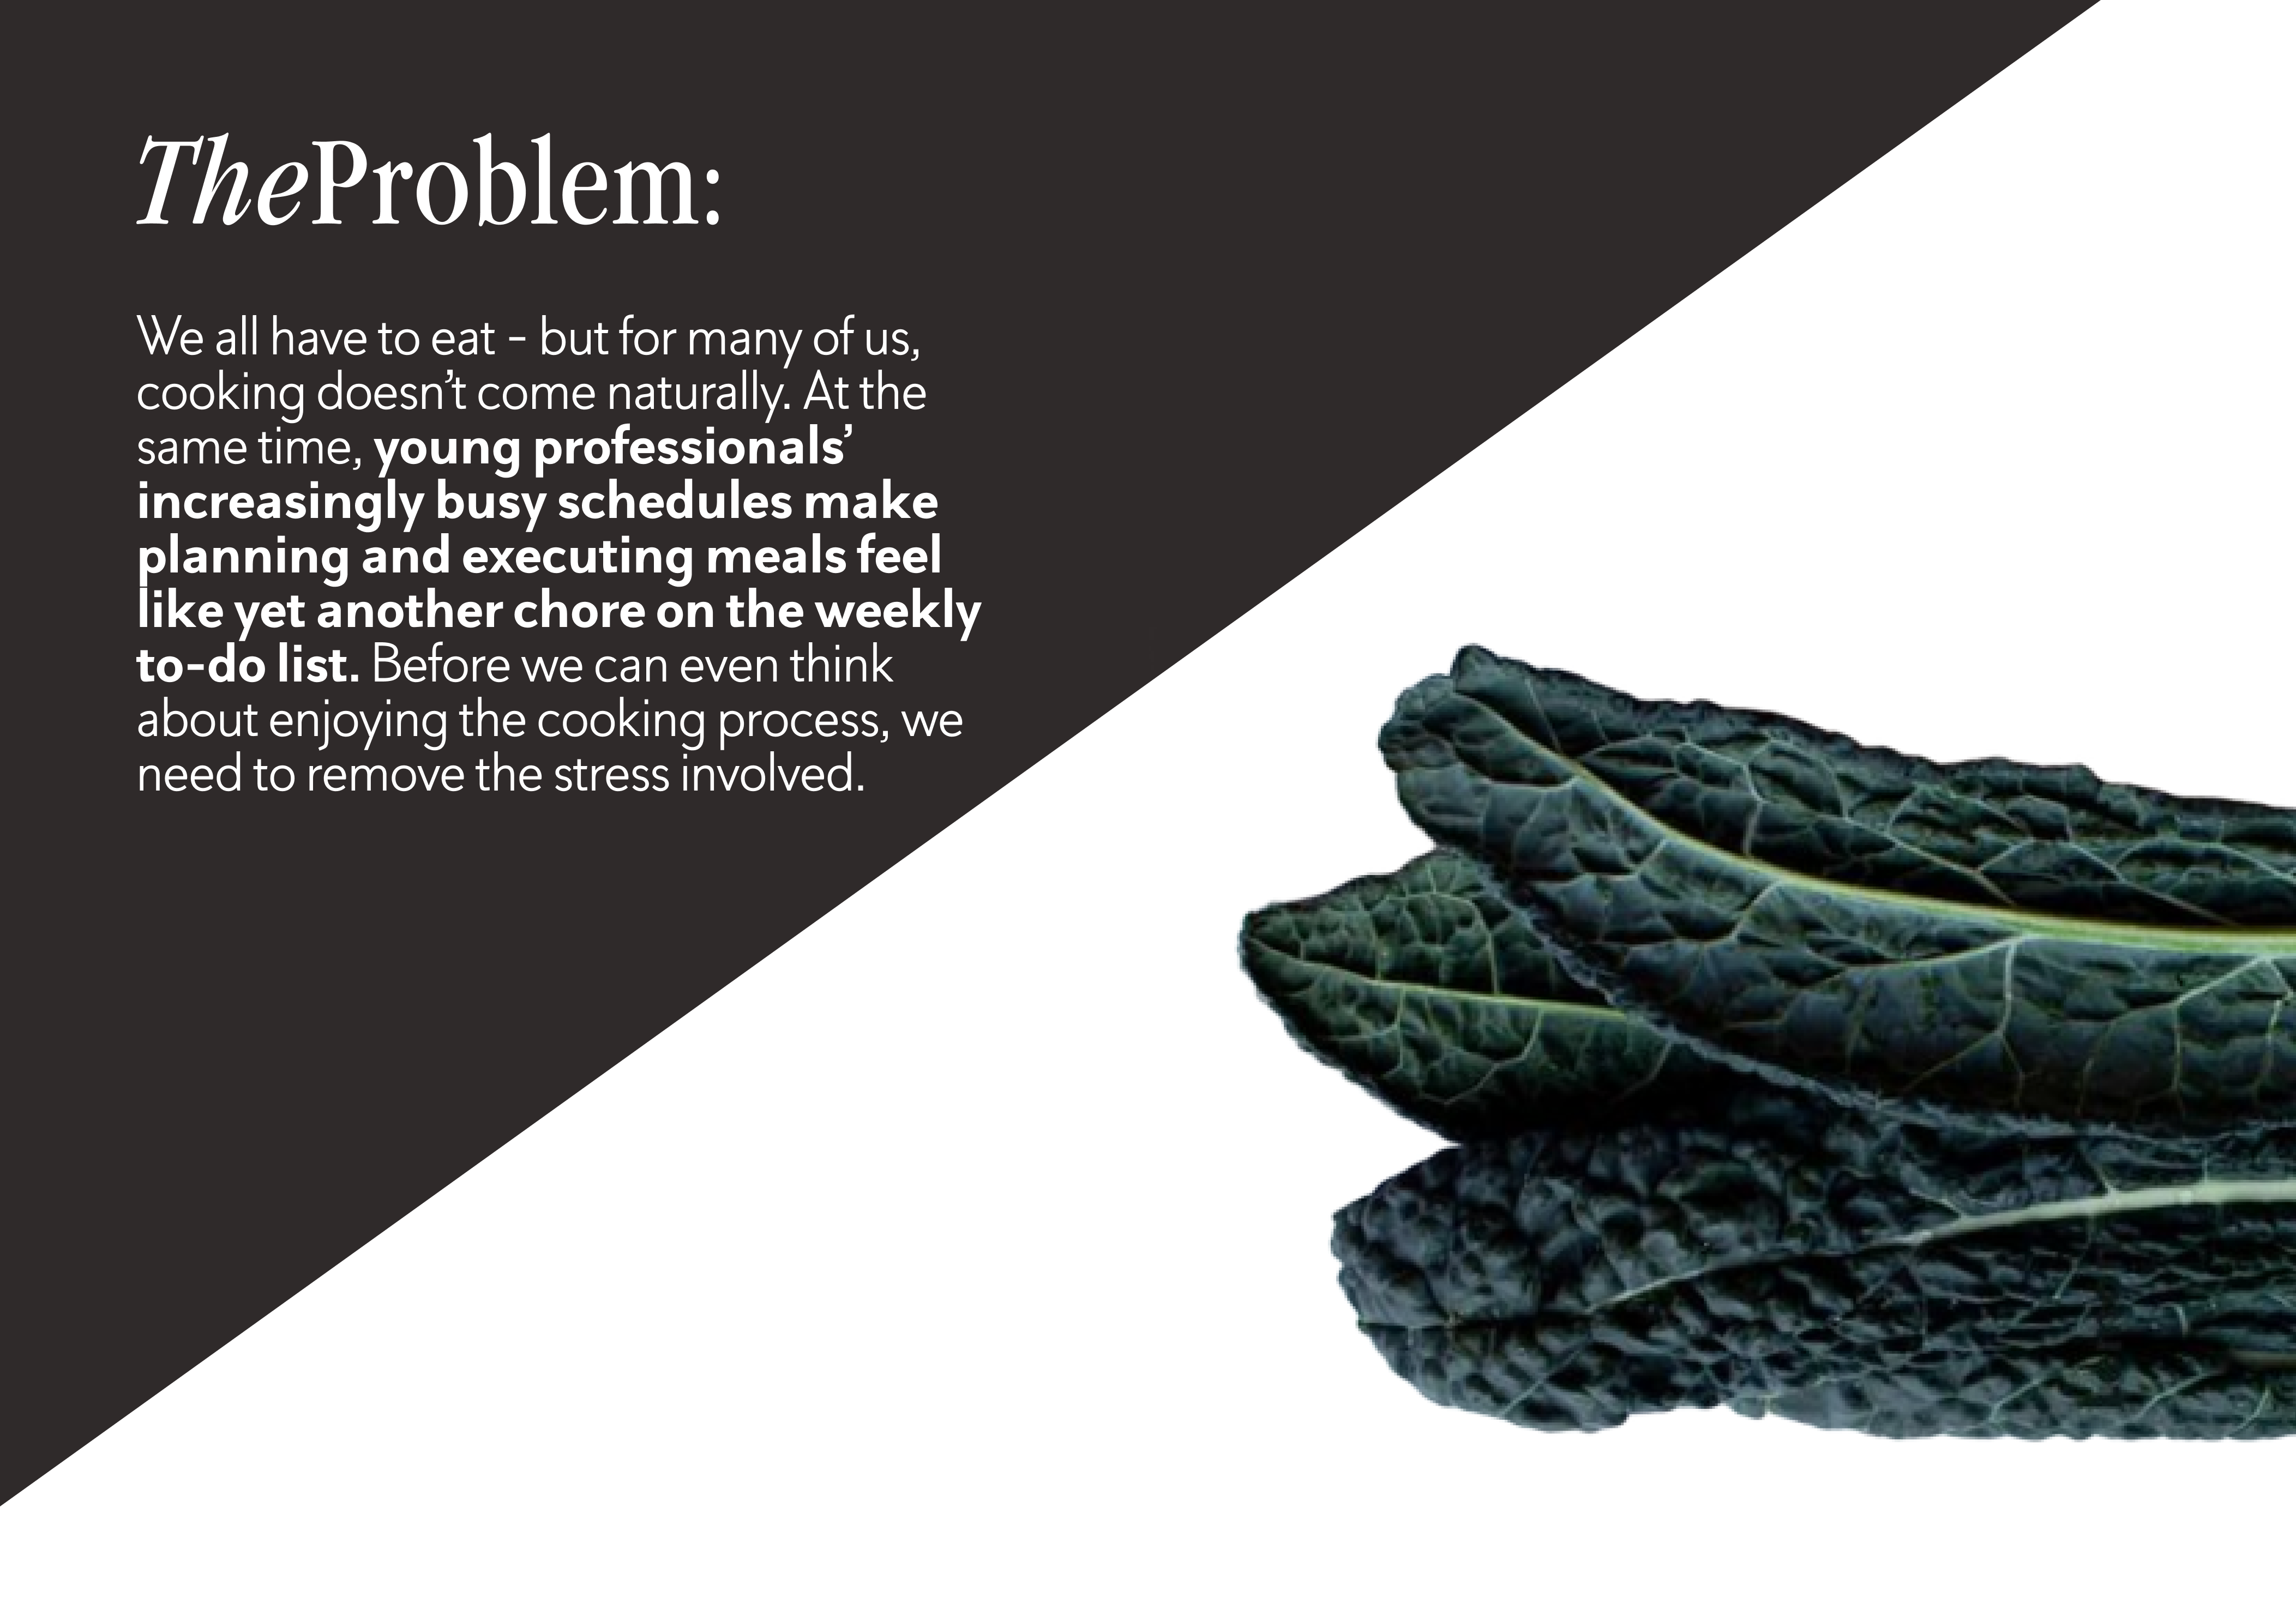 The Problem:
We all have to eat – but for many of us,
cooking doesn’t come naturally. At the
same time, young professionals’
increasingly busy schedules make
planning and executing meals feel
like yet another chore on the weekly
to-do list. Before we can even think
about enjoying the cooking process, we
need to remove the stress involved.